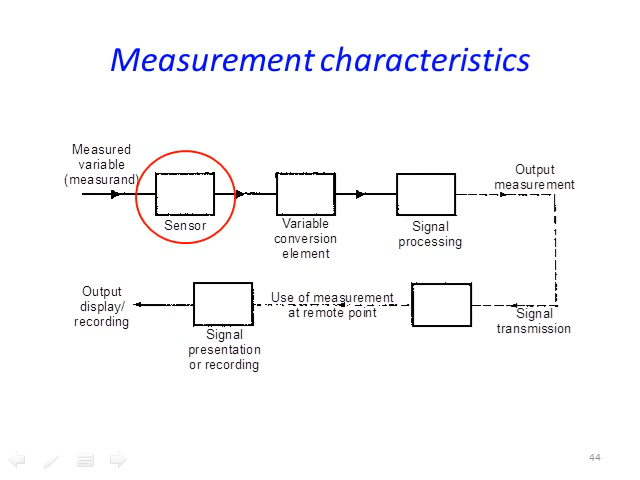 Measurement characteristics
Measured
variable
(measurand)
Sensor
Variable
conversion
element
Signal
processing
Output
measurement
Output
display/
recording
Signal
presentation
or recording
Use of measurement
at remote point
Signal
transmission
44